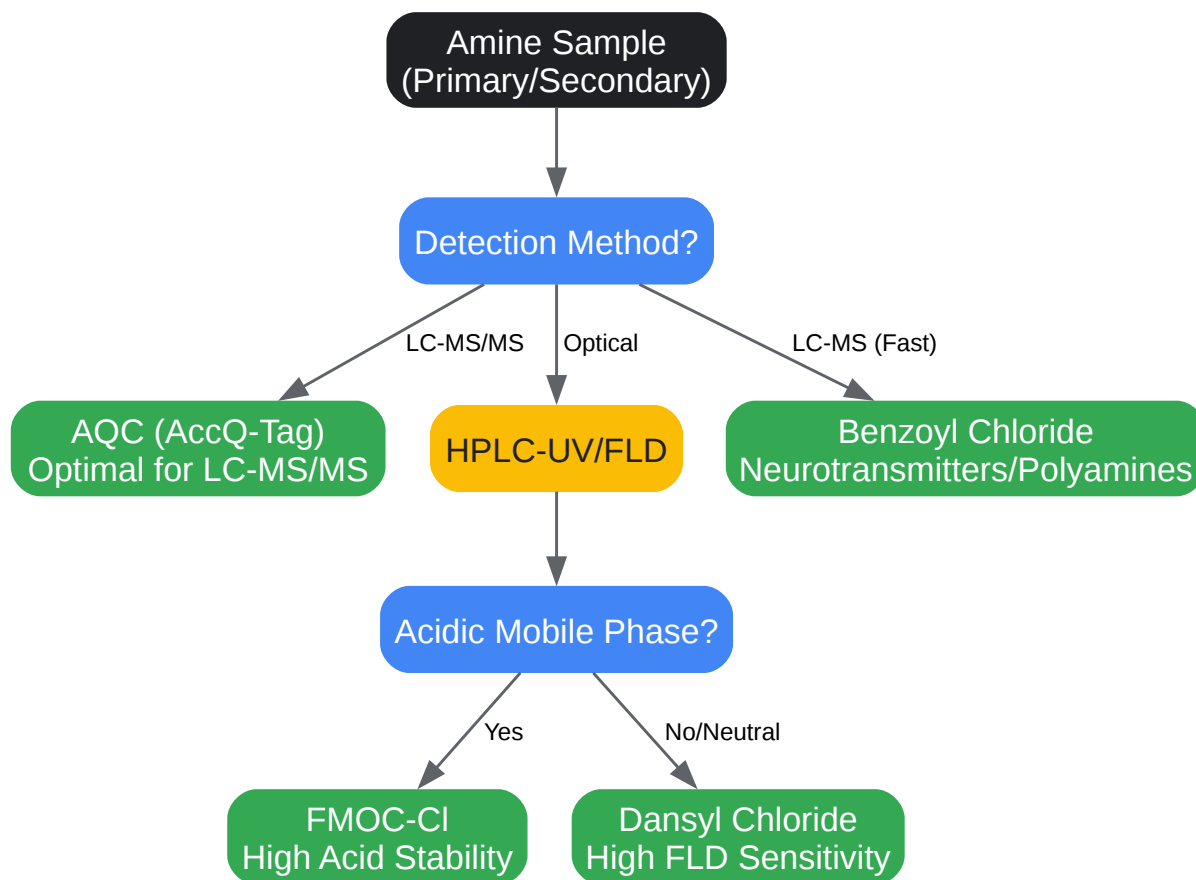 Amine Sample
(Primary/Secondary)
Detection Method?
LC-MS/MS
Optical
LC-MS (Fast)
AQC (AccQ-Tag)
Optimal for LC-MS/MS
HPLC-UV/FLD
Benzoyl Chloride
Neurotransmitters/Polyamines
Acidic Mobile Phase?
Yes
No/Neutral
FMOC-Cl
High Acid Stability
Dansyl Chloride
High FLD Sensitivity